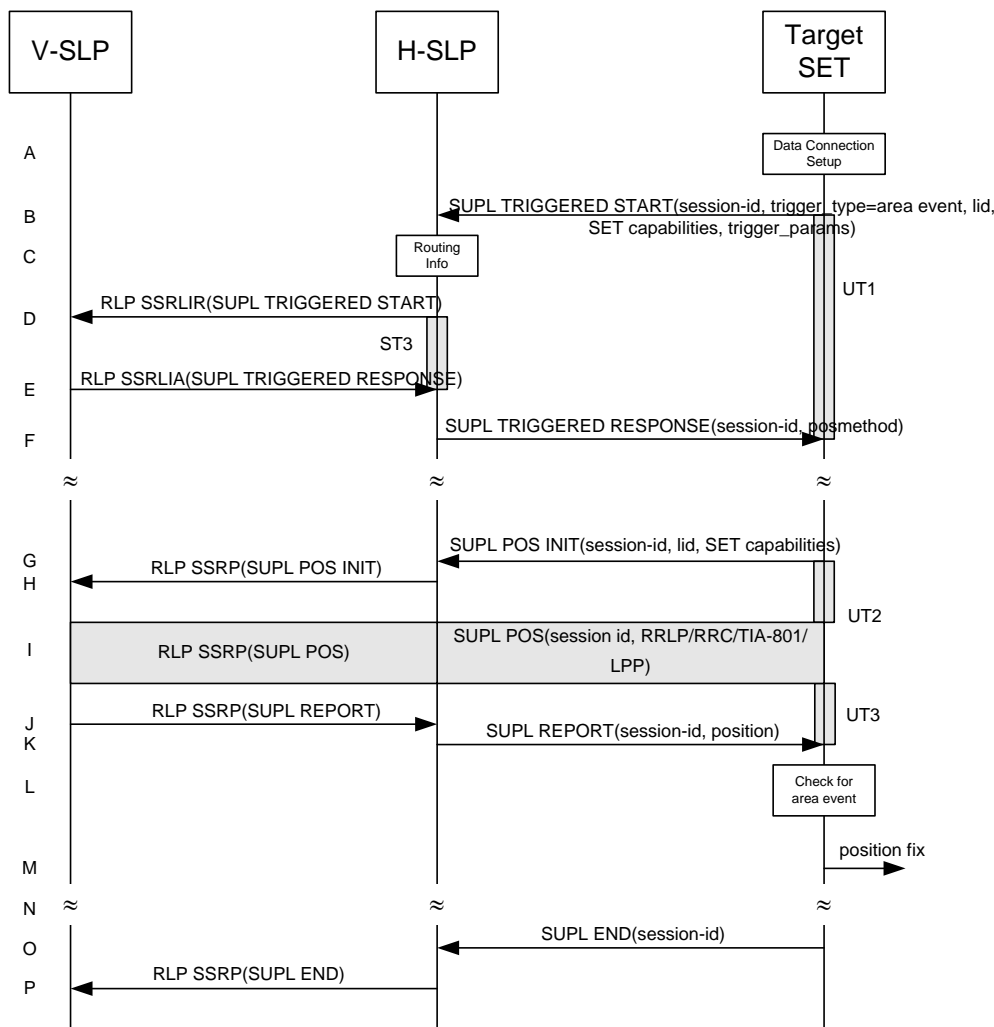 V-SLP
H-SLP
Target
SET
A
Data Connection
Setup
B
SUPL TRIGGERED START(session-id, trigger_type=area event, lid,
SET capabilities, trigger_params)
C
Routing
Info
UT1
D
RLP SSRLIR(SUPL TRIGGERED START)
ST3
E
RLP SSRLIA(SUPL TRIGGERED RESPONSE)
F
SUPL TRIGGERED RESPONSE(session-id, posmethod)
≈ ≈ ≈
G
SUPL POS INIT(session-id, lid, SET capabilities)
H
RLP SSRP(SUPL POS INIT)
UT2
I
RLP SSRP(SUPL POS)
SUPL POS(session id, RRLP/RRC/TIA-801/
LPP)
J
RLP SSRP(SUPL REPORT)
UT3
K
SUPL REPORT(session-id, position)
L
Check for
area event
M
position fix
N
≈ ≈ ≈
O
SUPL END(session-id)
P
RLP SSRP(SUPL END)